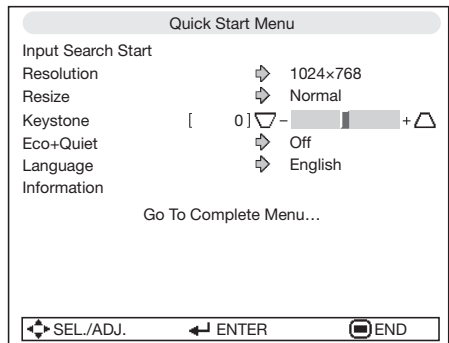 Quick Start Menu
Input Search Start
Resolution 1024×768
Resize Normal
Keystone [ 0] – +
Eco+Quiet Off
Language English
Information
Go To Complete Menu...
SEL./ADJ. ENTER END